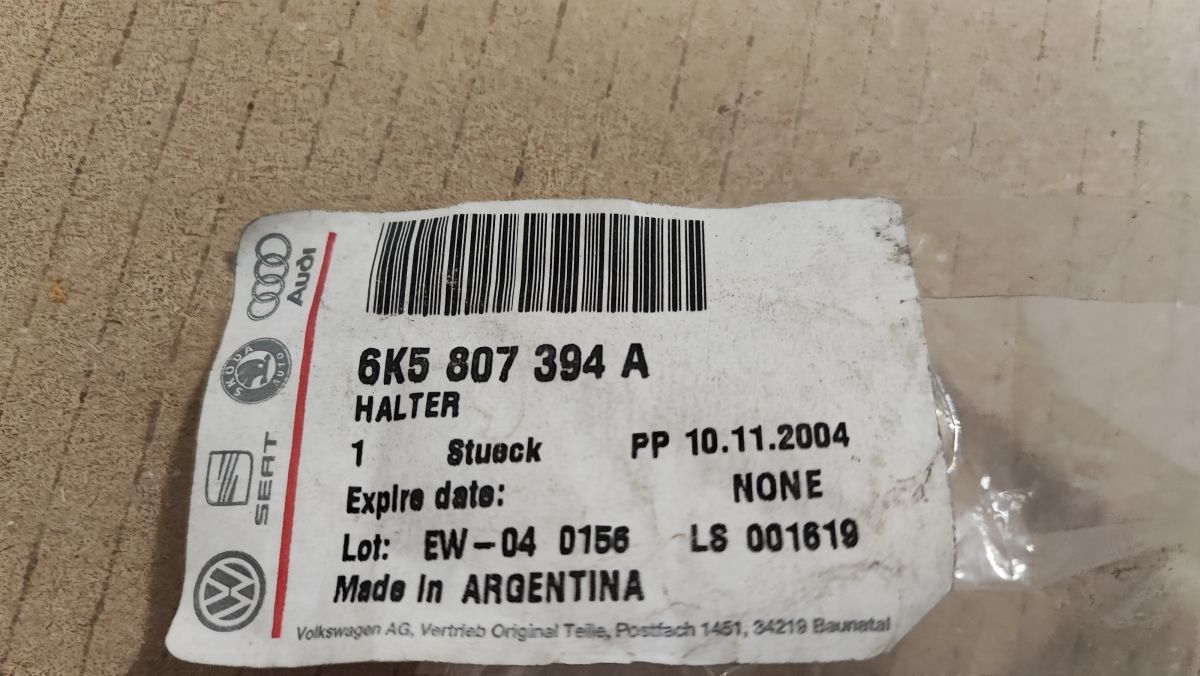 Audi
ŠKODA AUTO
SEAT
6K5 807 394 A
HALTER
1 Stueck PP 10.11.2004
Expire date: NONE
Lot: EW-04 0156 LS 001619
Made in ARGENTINA
Volkswagen AG, Vertrieb Original Teile, Postfach 1451, 34219 Baunatal